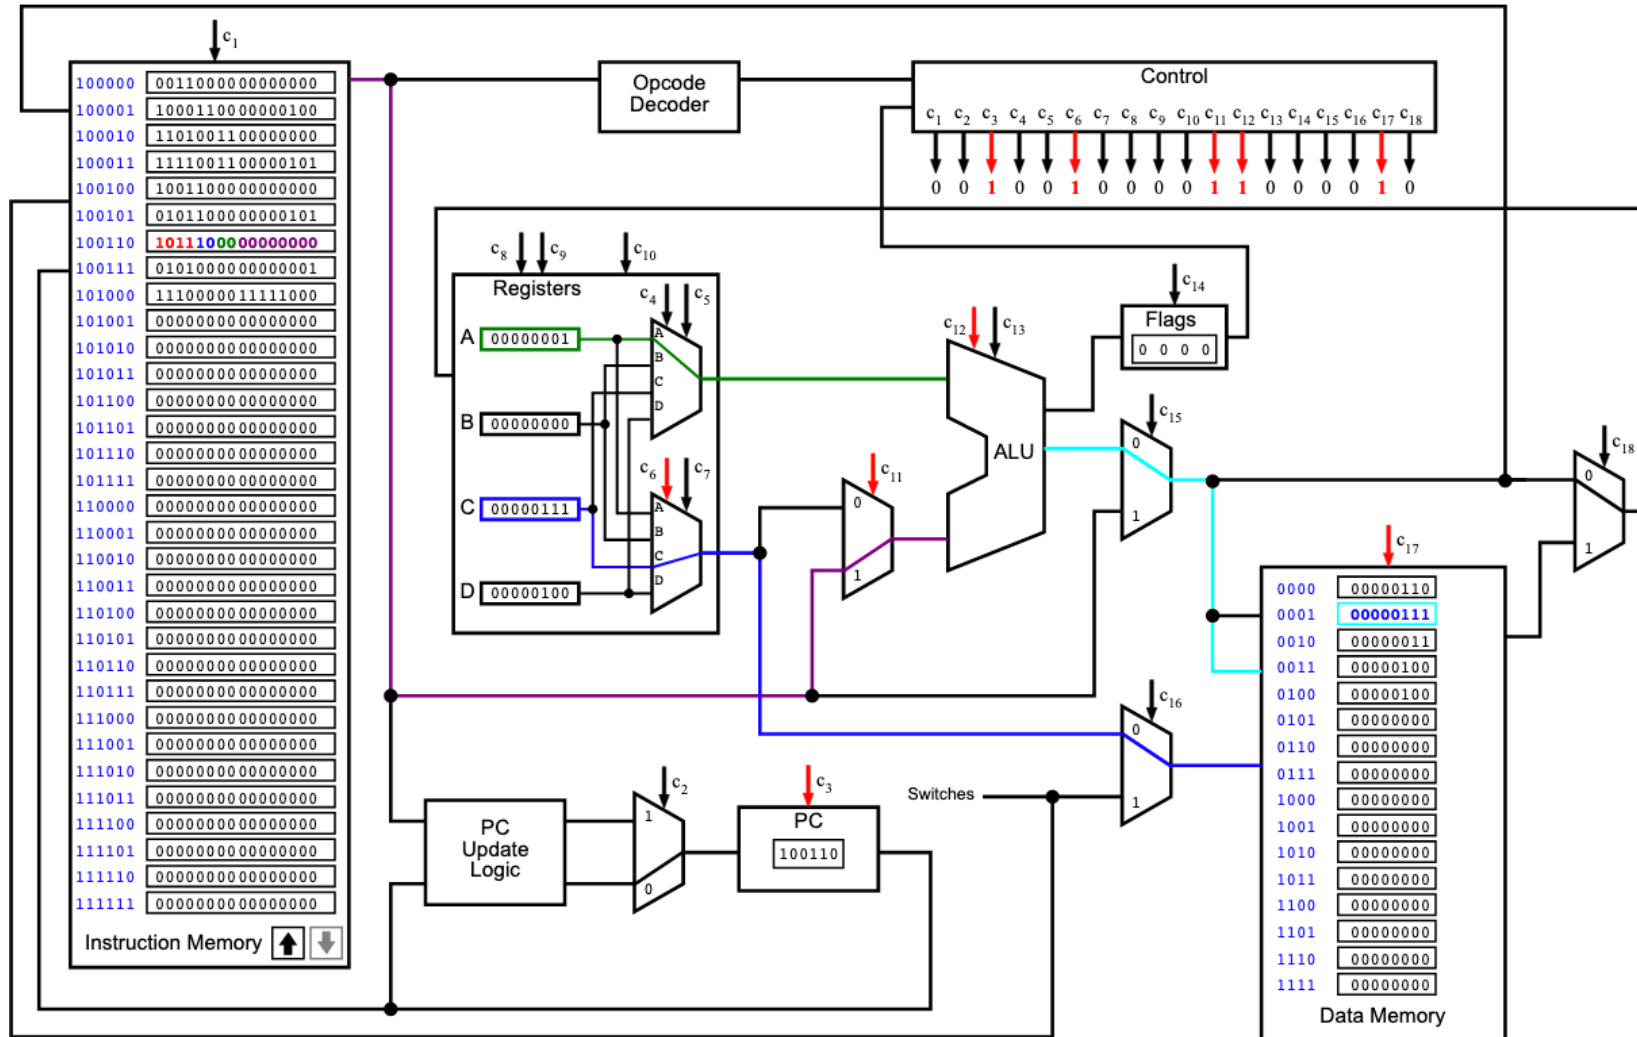 c1
100000 0011000000000000
100001 1000110000000100
100010 1101001100000000
100011 1111001100000101
100100 1001100000000000
100101 0101100000000101
100110 1011100000000000
100111 0101000000000001
101000 1110000011111000
101001 0000000000000000
101010 0000000000000000
101011 0000000000000000
101100 0000000000000000
101101 0000000000000000
101110 0000000000000000
101111 0000000000000000
110000 0000000000000000
110001 0000000000000000
110010 0000000000000000
110011 0000000000000000
110100 0000000000000000
110101 0000000000000000
110110 0000000000000000
110111 0000000000000000
111000 0000000000000000
111001 0000000000000000
111010 0000000000000000
111011 0000000000000000
111100 0000000000000000
111101 0000000000000000
111110 0000000000000000
111111 0000000000000000
Instruction Memory
Opcode
Decoder
Control
c1 c2 c3 c4 c5 c6 c7 c8 c9 c10 c11 c12 c13 c14 c15 c16 c17 c18
0 0 1 0 0 1 0 0 0 0 1 1 0 0 0 0 1 0
c8 c9 c10
Registers
c4 c5
A 00000001
B 00000000
C 00000111
D 00000100
A
B
C
D
c6 c7
A
B
C
D
c11
0
1
c12 c13
ALU
c14
Flags
0 0 0 0
c15
0
1
c18
0
1
c16
0
1
Switches
PC
Update
Logic
c2
1
0
c3
PC
100110
c17
0000 00000110
0001 00000111
0010 00000011
0011 00000100
0100 00000100
0101 00000000
0110 00000000
0111 00000000
1000 00000000
1001 00000000
1010 00000000
1011 00000000
1100 00000000
1101 00000000
1110 00000000
1111 00000000
Data Memory